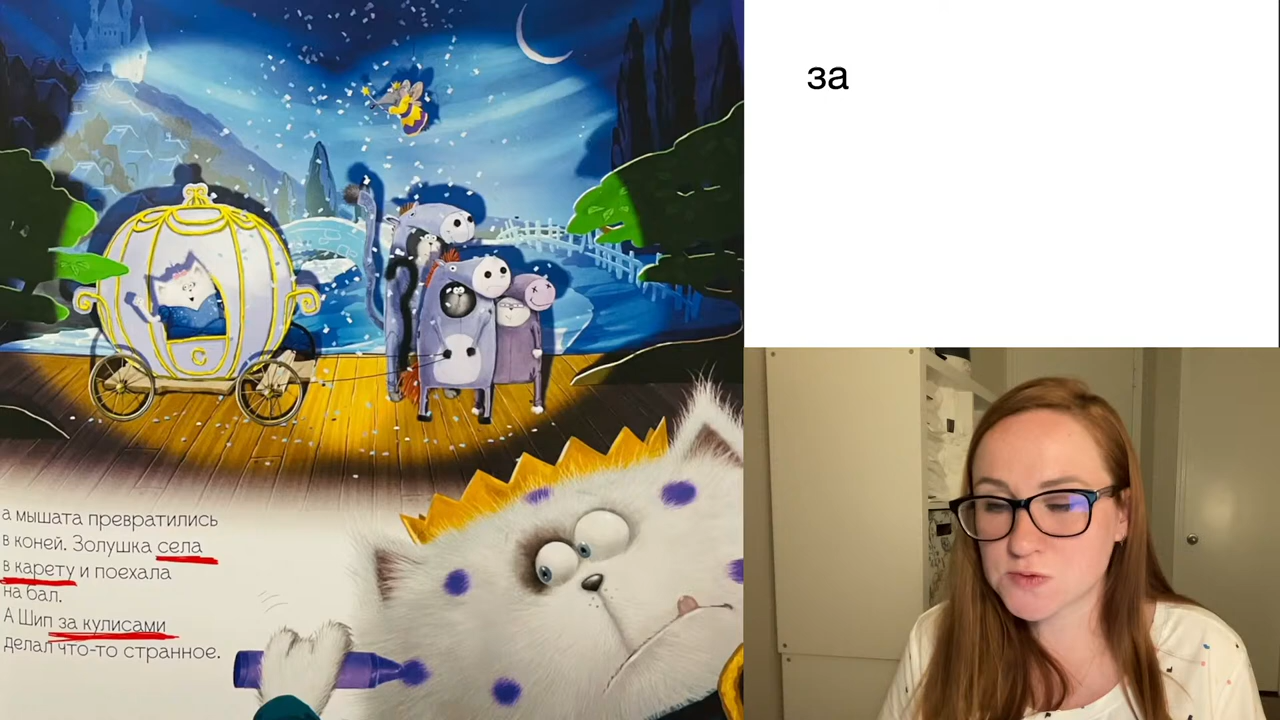 за
C
а мышата превратились
в коней. Золушка села
в карету и поехала
на бал.
А Шип за кулисами
делал что-то странное.